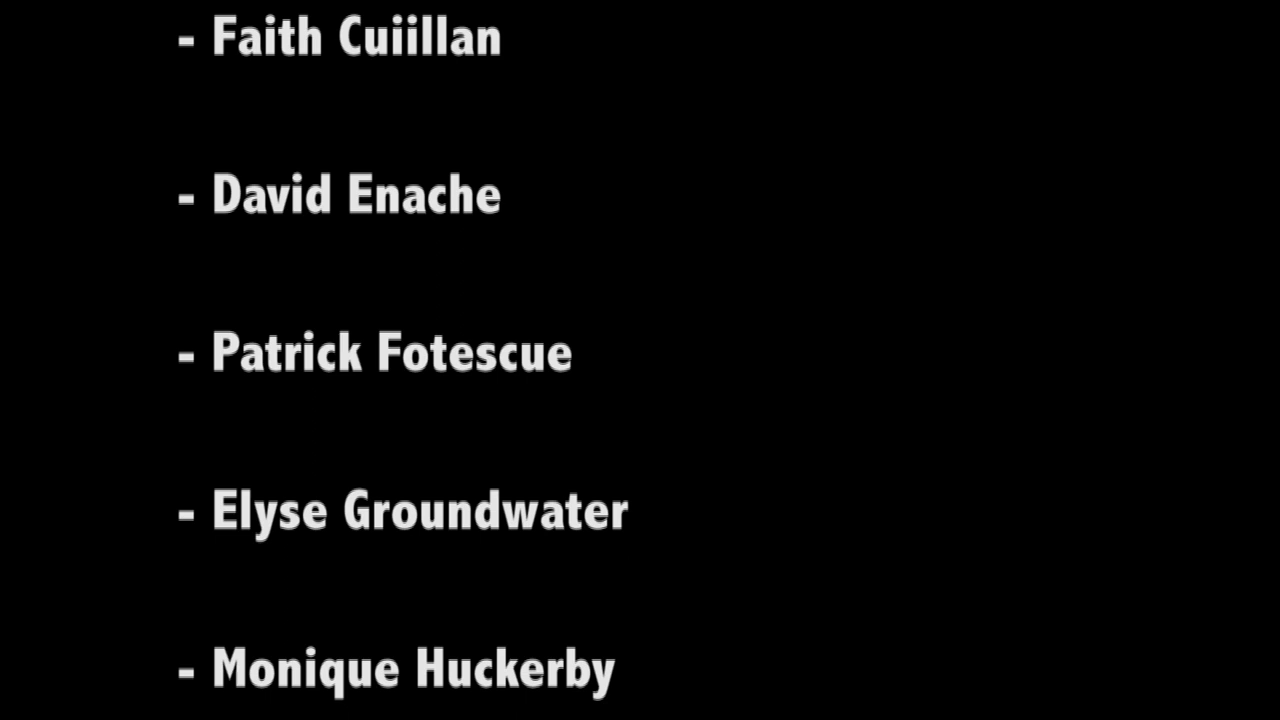 - Faith Cuiillan
- David Enache
- Patrick Fotescue
- Elyse Groundwater
- Monique Huckerby